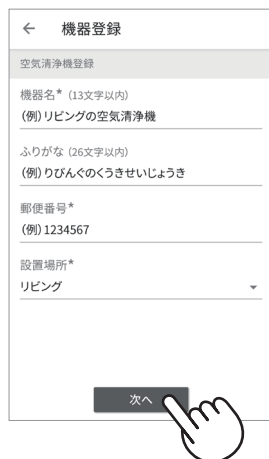 ← 機器登録
空気清浄機登録
機器名* (13文字以内)
(例)リビングの空気清浄機
ふりがな (26文字以内)
(例)りびんぐのくうきせいじょうき
郵便番号*
(例)1234567
設置場所*
リビング
次へ